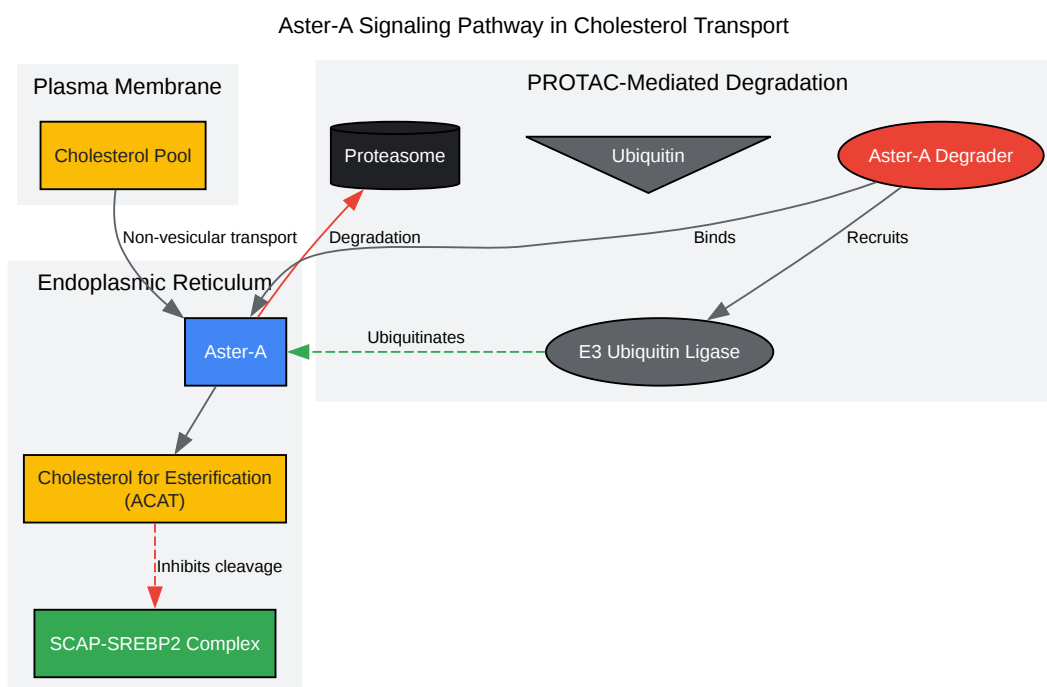 Aster-A Signaling Pathway in Cholesterol Transport
Plasma Membrane
PROTAC-Mediated Degradation
Cholesterol Pool
Proteasome
Ubiquitin
Aster-A Degrader
Non-vesicular transport
Degradation
Binds
Recruits
Endoplasmic Reticulum
Aster-A
Ubiquitinates
E3 Ubiquitin Ligase
Cholesterol for Esterification
(ACAT)
Inhibits cleavage
SCAP-SREBP2 Complex